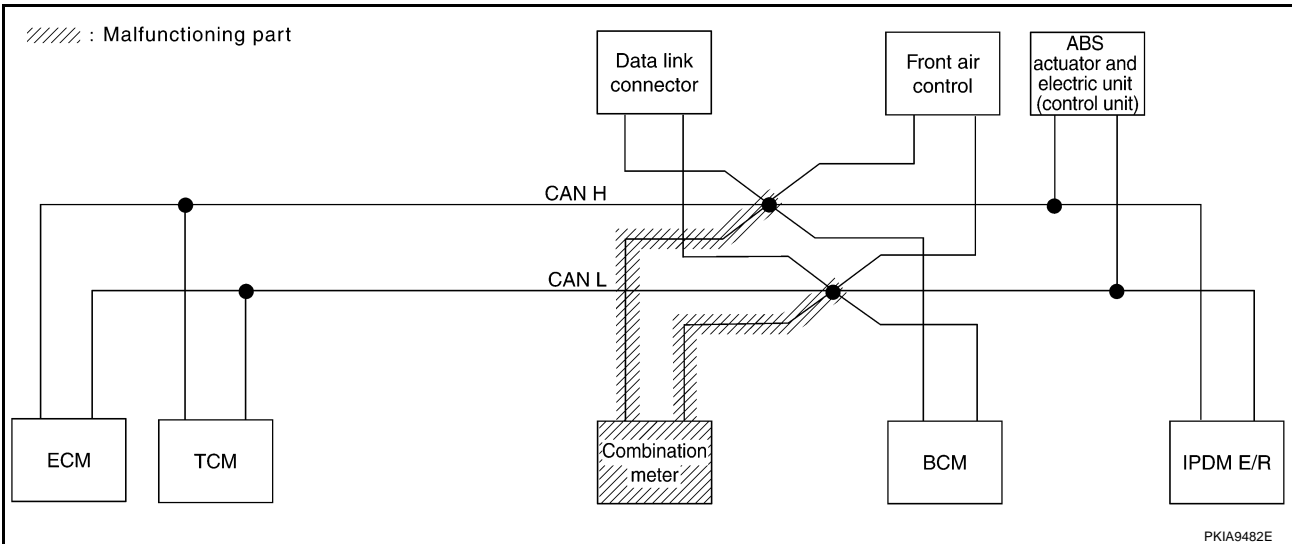 : Malfunctioning part
Data link
connector
Front air
control
ABS
actuator and
electric unit
(control unit)
CAN H
CAN L
ECM
TCM
Combination
meter
BCM
IPDM E/R
PKIA9482E